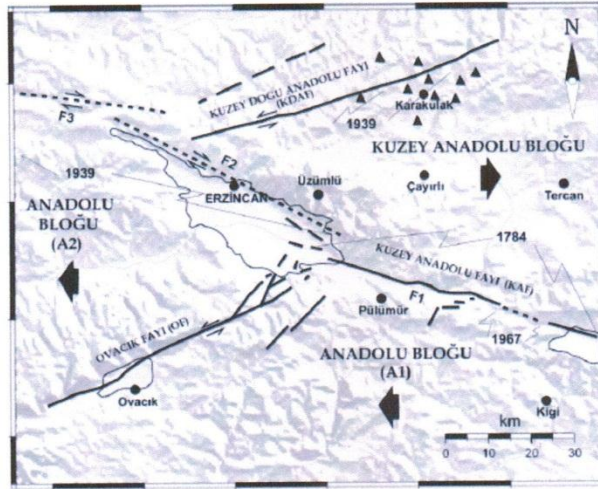 N
KUZEY DOĞU ANADOLU FAYI
(KDAF)
Karakulak
1939
F3
F2
KUZEY ANADOLU BLOĞU
1939
Üzümlü
Çayırlı
ERZİNCAN
Tercan
ANADOLU
BLOĞU
(A2)
1784
KUZEY ANADOLU FAYI (KAF)
F1
Pülümür
OVACIK FAYI (OF)
1967
ANADOLU BLOĞU
(A1)
Ovacık
Kigi
km
0 10 20 30